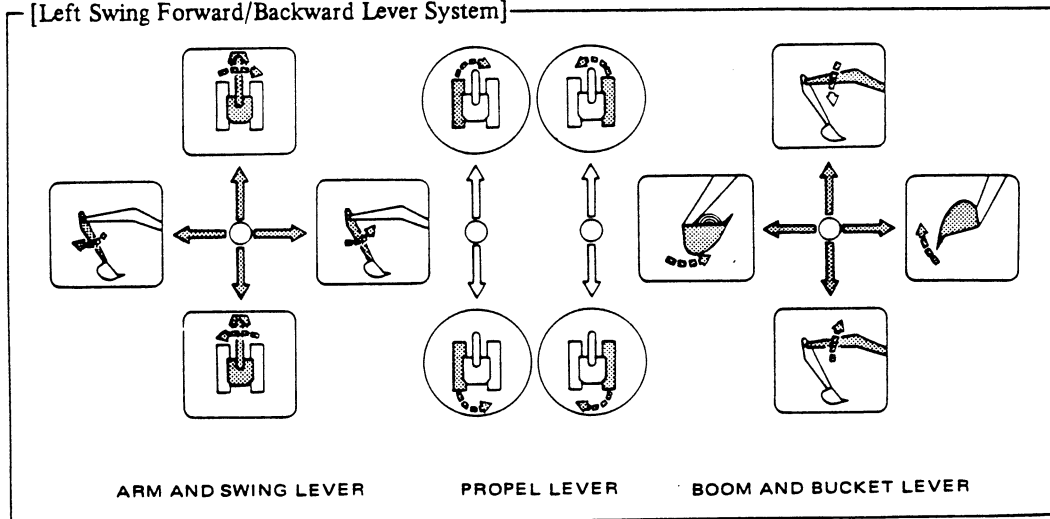 [Left Swing Forward/Backward Lever System]
ARM AND SWING LEVER
PROPEL LEVER
BOOM AND BUCKET LEVER